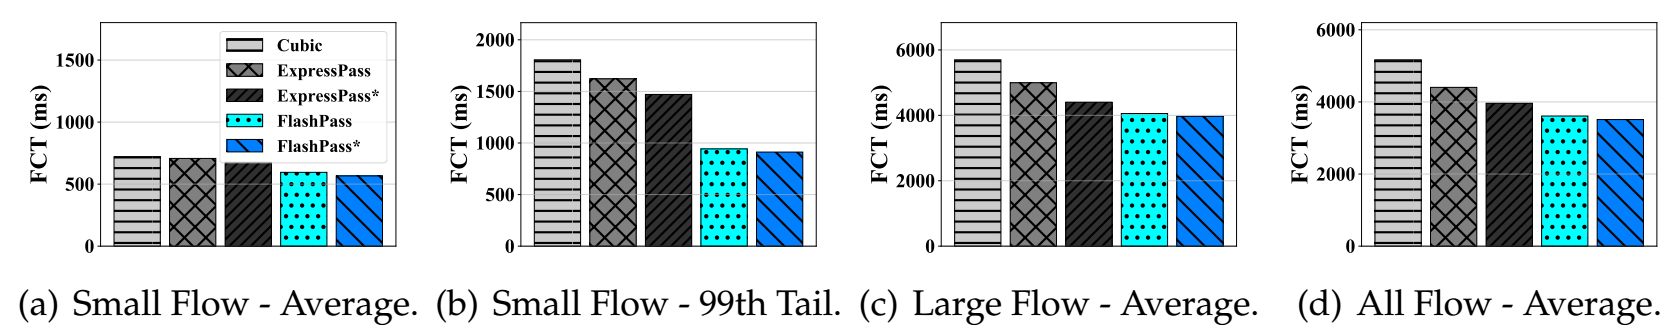 FCT (ms)
1500
1000
500
0
Cubic
ExpressPass
ExpressPass*
FlashPass
FlashPass*
(a) Small Flow - Average.
FCT (ms)
2000
1500
1000
500
0
(b) Small Flow - 99th Tail.
FCT (ms)
6000
4000
2000
0
(c) Large Flow - Average.
FCT (ms)
6000
4000
2000
0
(d) All Flow - Average.